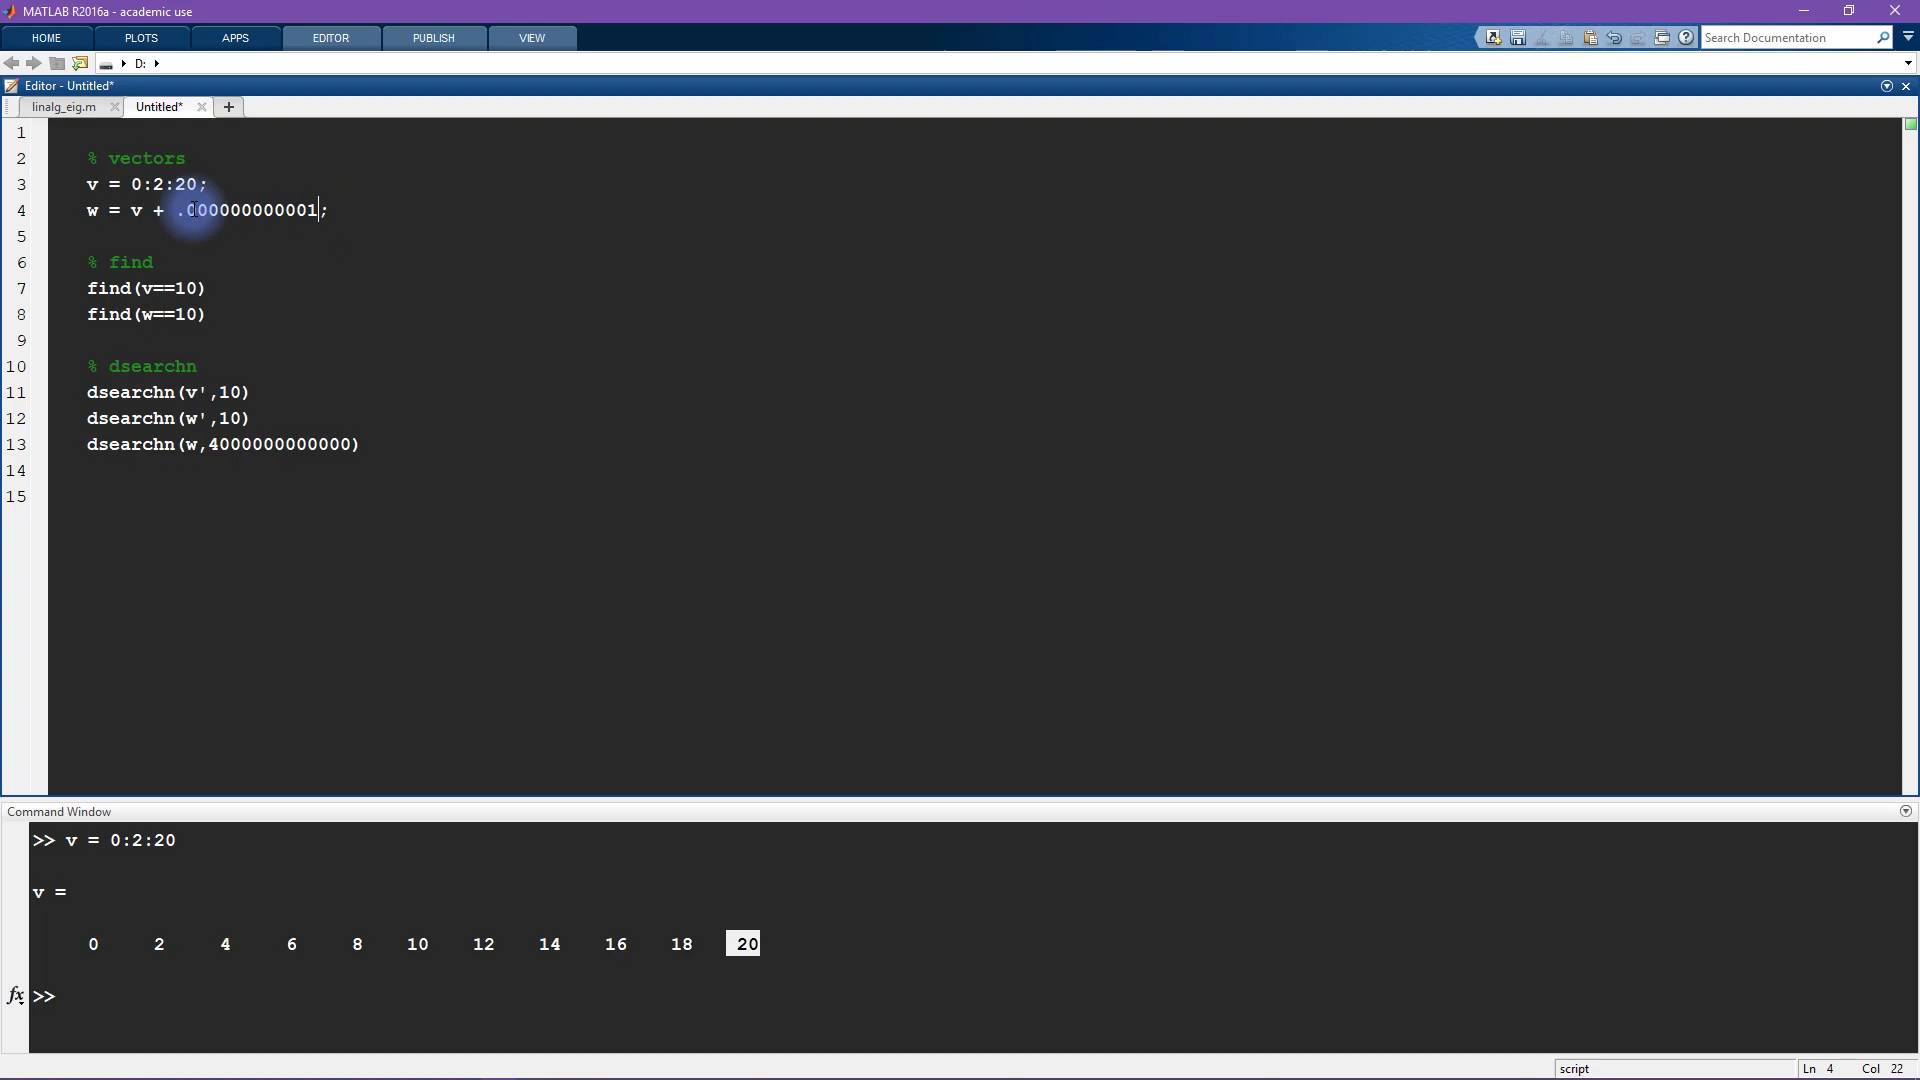 MATLAB R2016a - academic use
HOME PLOTS APPS EDITOR PUBLISH VIEW Search Documentation
D:
Editor - Untitled*
linalg_eig.m Untitled* +
1
2 % vectors
3 v = 0:2:20;
4 w = v + .000000000001;
5
6 % find
7 find(v==10)
8 find(w==10)
9
10 % dsearchn
11 dsearchn(v',10)
12 dsearchn(w',10)
13 dsearchn(w,4000000000000)
14
15
Command Window
>> v = 0:2:20
v =
0 2 4 6 8 10 12 14 16 18 20
fx >>
script Ln 4 Col 22